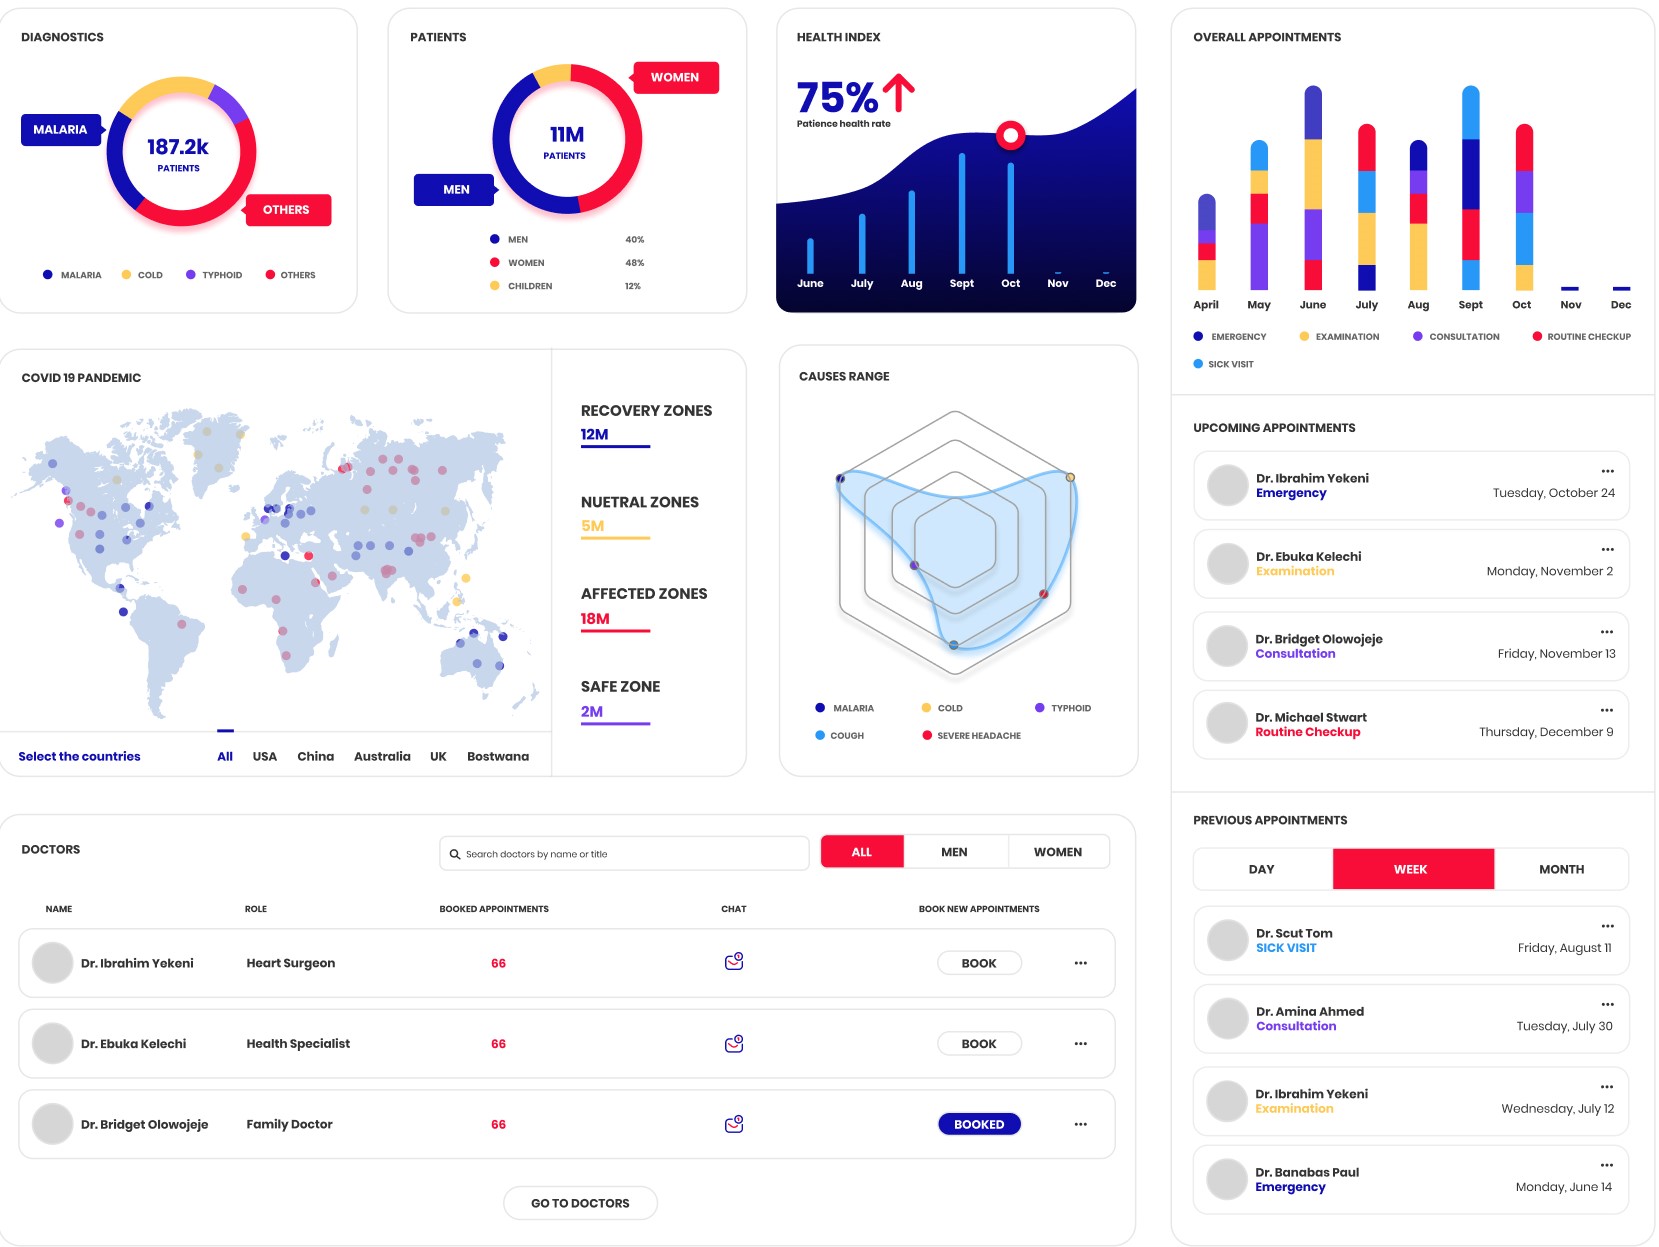 DIAGNOSTICS
MALARIA
187.2k
PATIENTS
OTHERS
MALARIA COLD TYPHOID OTHERS
PATIENTS
WOMEN
11M
PATIENTS
MEN
MEN 40%
WOMEN 48%
CHILDREN 12%
HEALTH INDEX
75%
Patience health rate
June July Aug Sept Oct Nov Dec
OVERALL APPOINTMENTS
April May June July Aug Sept Oct Nov Dec
EMERGENCY EXAMINATION CONSULTATION ROUTINE CHECKUP
SICK VISIT
COVID 19 PANDEMIC
Select the countries All USA China Australia UK Bostwana
RECOVERY ZONES
12M
NUETRAL ZONES
5M
AFFECTED ZONES
18M
SAFE ZONE
2M
CAUSES RANGE
MALARIA COLD TYPHOID
COUGH SEVERE HEADACHE
UPCOMING APPOINTMENTS
Dr. Ibrahim Yekeni
Emergency Tuesday, October 24
Dr. Ebuka Kelechi
Examination Monday, November 2
Dr. Bridget Olowojeje
Consultation Friday, November 13
Dr. Michael Stwart
Routine Checkup Thursday, December 9
DOCTORS
Search doctors by name or title
ALL MEN WOMEN
NAME ROLE BOOKED APPOINTMENTS CHAT BOOK NEW APPOINTMENTS
Dr. Ibrahim Yekeni Heart Surgeon 66 BOOK
Dr. Ebuka Kelechi Health Specialist 66 BOOK
Dr. Bridget Olowojeje Family Doctor 66 BOOKED
GO TO DOCTORS
PREVIOUS APPOINTMENTS
DAY WEEK MONTH
Dr. Scut Tom
SICK VISIT Friday, August 11
Dr. Amina Ahmed
Consultation Tuesday, July 30
Dr. Ibrahim Yekeni
Examination Wednesday, July 12
Dr. Banabas Paul
Emergency Monday, June 14